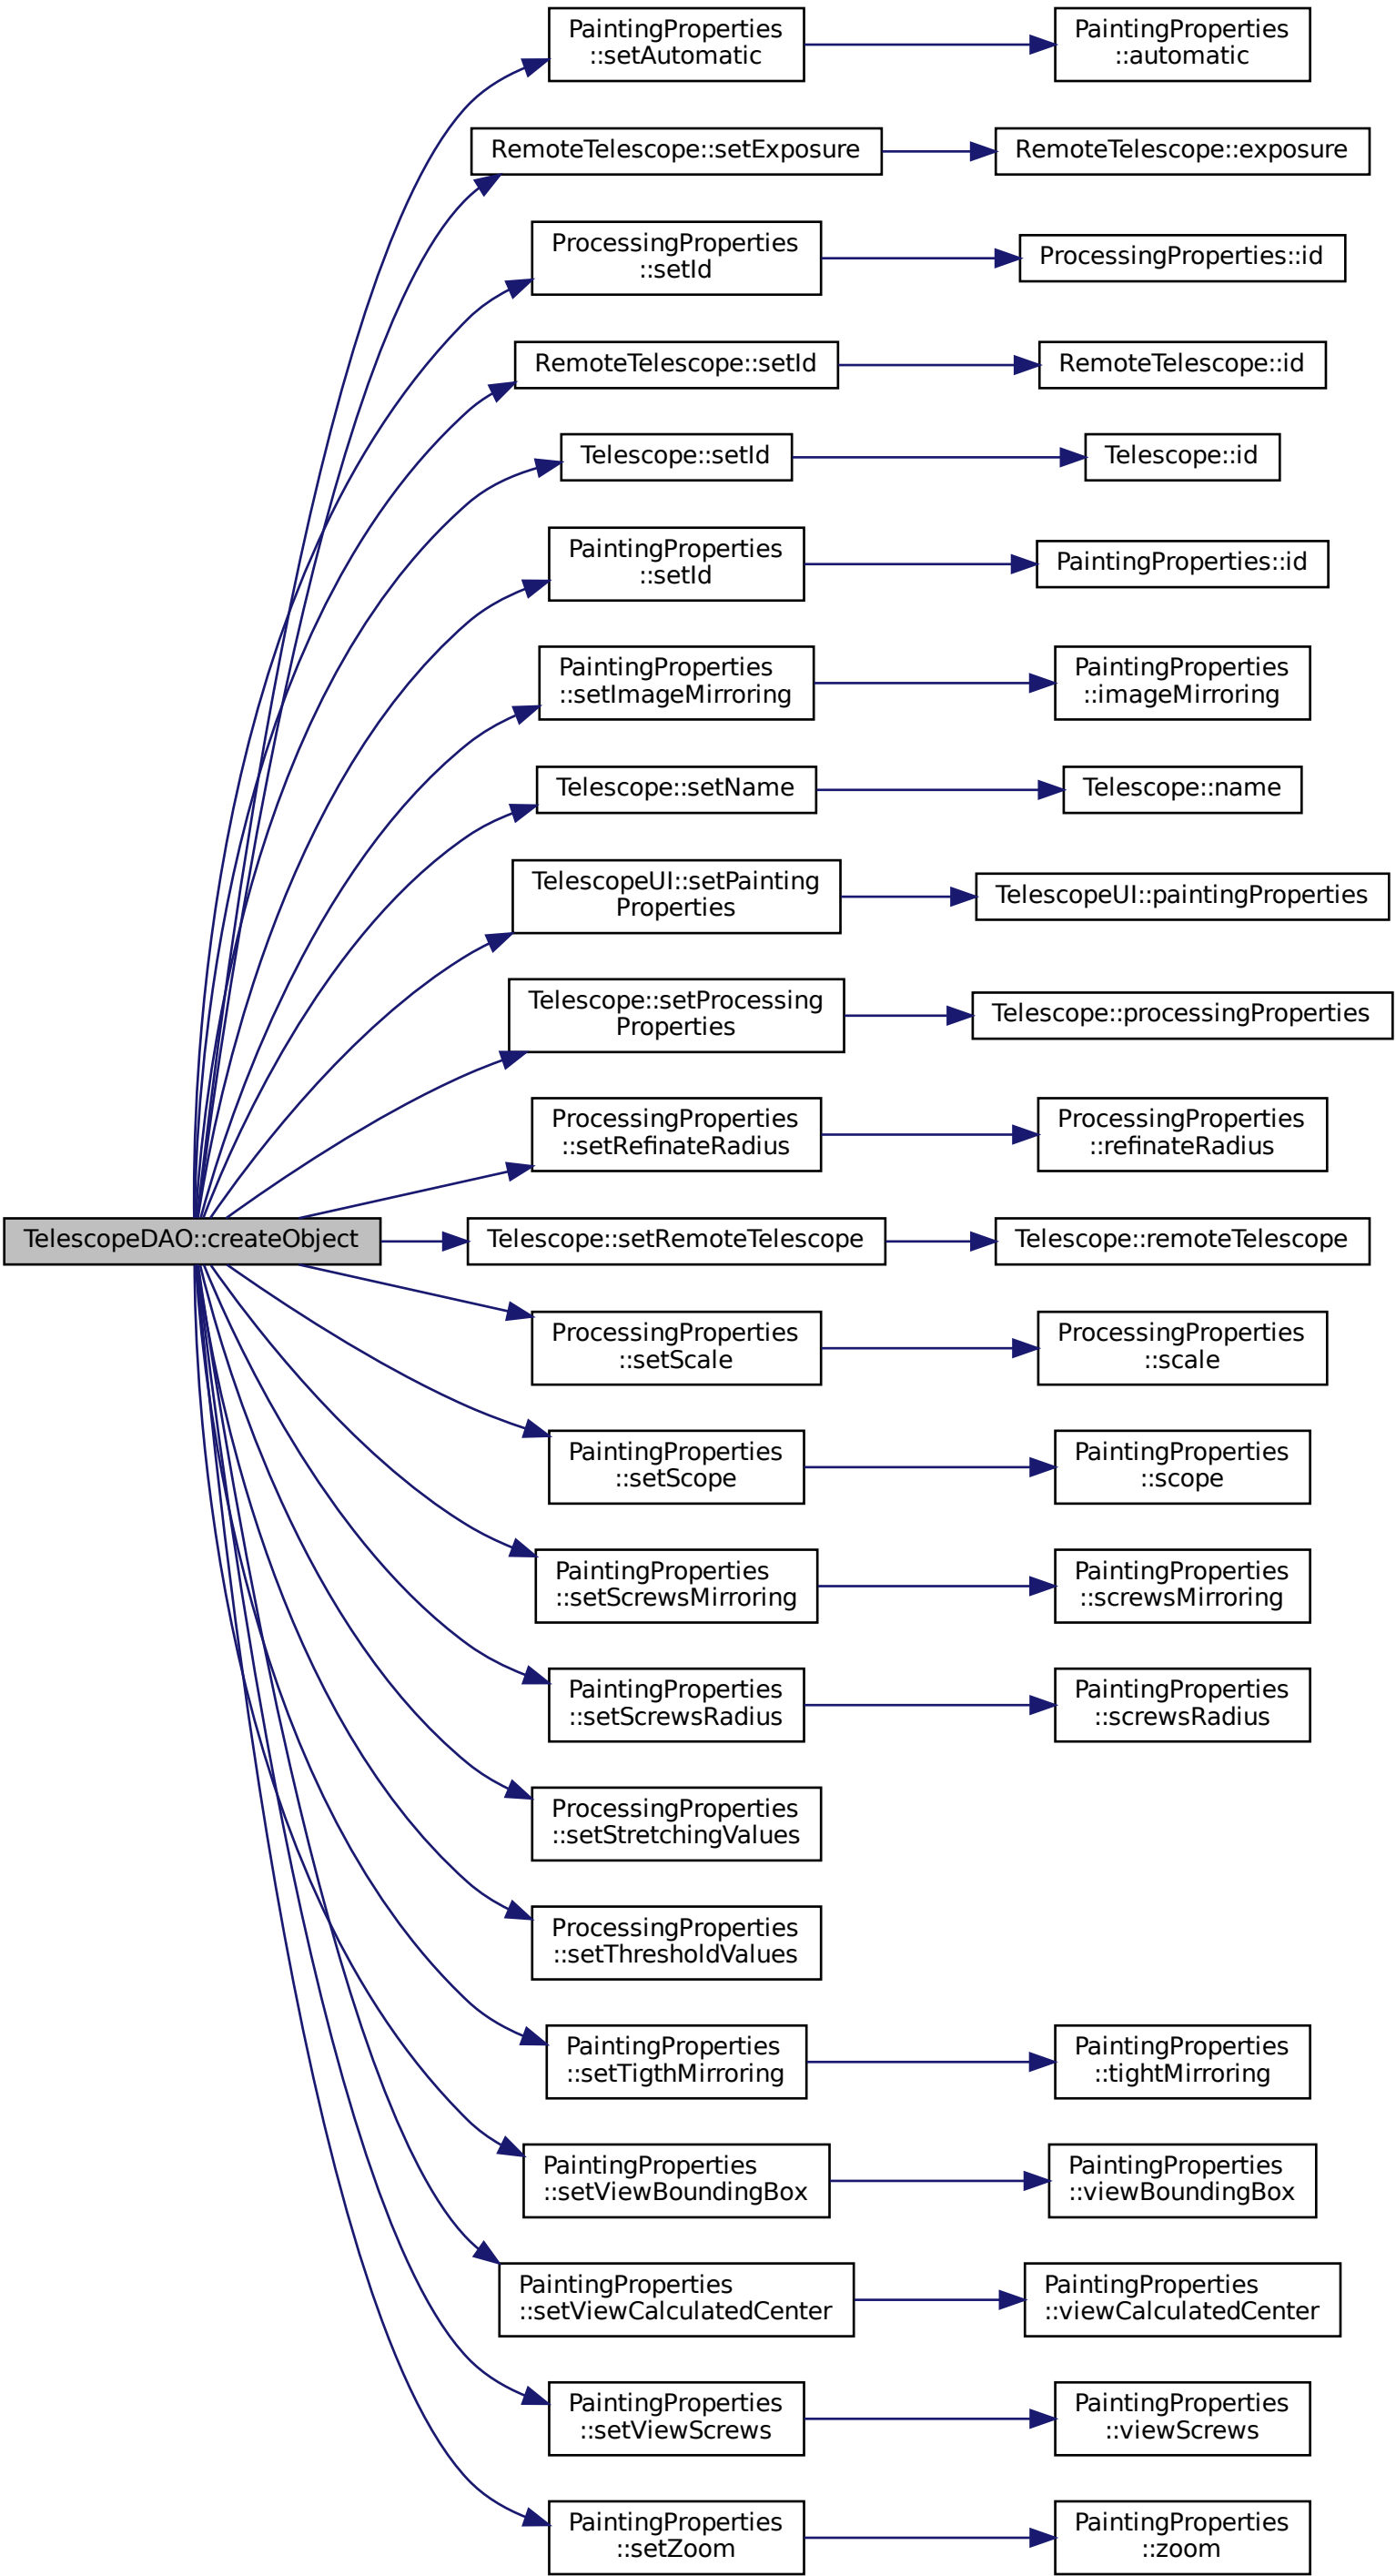 PaintingProperties
::setAutomatic
PaintingProperties
::automatic
RemoteTelescope::setExposure
RemoteTelescope::exposure
ProcessingProperties
::setId
ProcessingProperties::id
RemoteTelescope::setId
RemoteTelescope::id
Telescope::setId
Telescope::id
PaintingProperties
::setId
PaintingProperties::id
PaintingProperties
::setImageMirroring
PaintingProperties
::imageMirroring
Telescope::setName
Telescope::name
TelescopeUI::setPainting
Properties
TelescopeUI::paintingProperties
Telescope::setProcessing
Properties
Telescope::processingProperties
ProcessingProperties
::setRefinateRadius
ProcessingProperties
::refinateRadius
TelescopeDAO::createObject
Telescope::setRemoteTelescope
Telescope::remoteTelescope
ProcessingProperties
::setScale
ProcessingProperties
::scale
PaintingProperties
::setScope
PaintingProperties
::scope
PaintingProperties
::setScrewsMirroring
PaintingProperties
::screwsMirroring
PaintingProperties
::setScrewsRadius
PaintingProperties
::screwsRadius
ProcessingProperties
::setStretchingValues
ProcessingProperties
::setThresholdValues
PaintingProperties
::setTigthMirroring
PaintingProperties
::tightMirroring
PaintingProperties
::setViewBoundingBox
PaintingProperties
::viewBoundingBox
PaintingProperties
::setViewCalculatedCenter
PaintingProperties
::viewCalculatedCenter
PaintingProperties
::setViewScrews
PaintingProperties
::viewScrews
PaintingProperties
::setZoom
PaintingProperties
::zoom